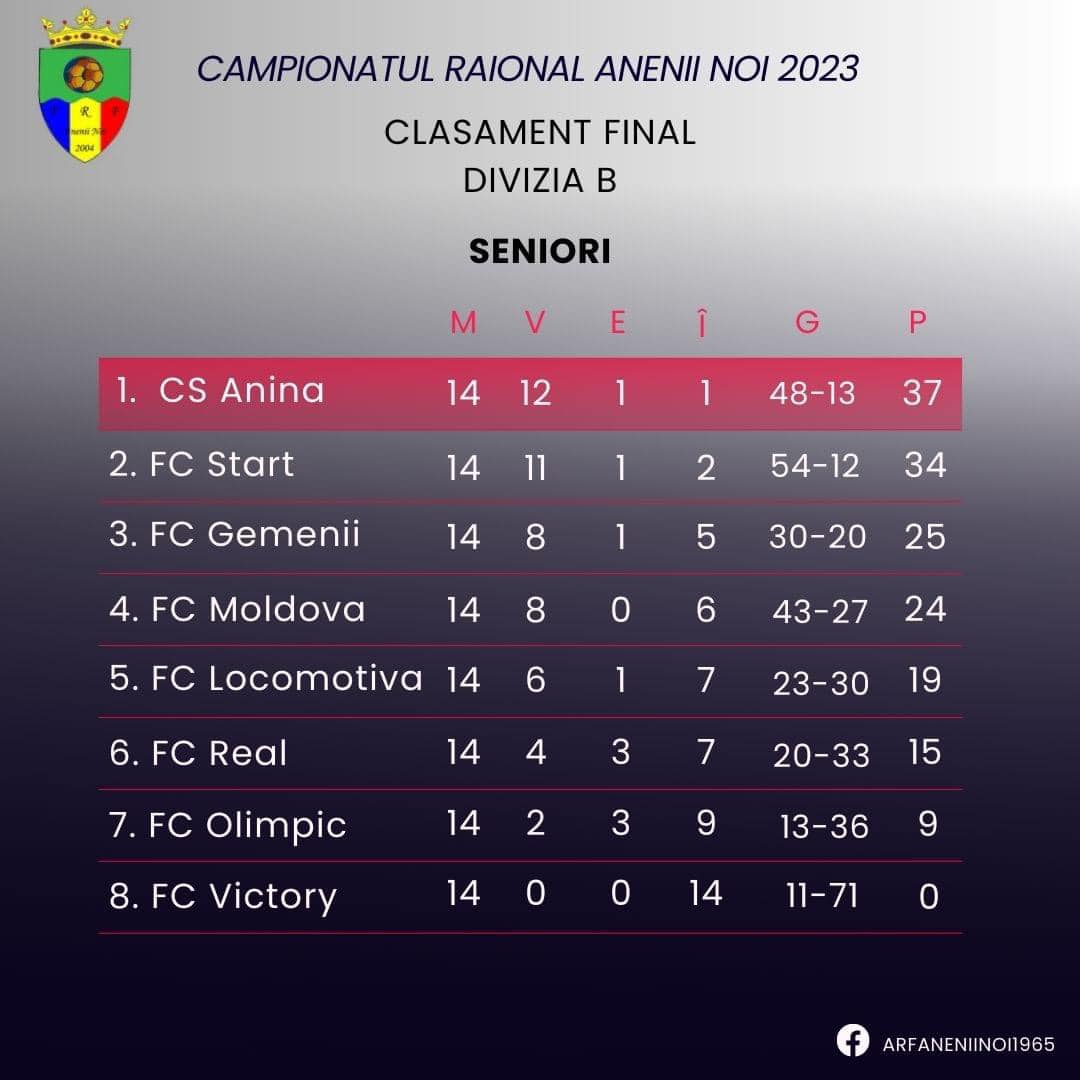 CAMPIONATUL RAIONAL ANENII NOI 2023
CLASAMENT FINAL
DIVIZIA B
SENIORI
R
Anenii Noi
2004
M V E Î G P
1. CS Anina 14 12 1 1 48-13 37
2. FC Start 14 11 1 2 54-12 34
3. FC Gemenii 14 8 1 5 30-20 25
4. FC Moldova 14 8 0 6 43-27 24
5. FC Locomotiva 14 6 1 7 23-30 19
6. FC Real 14 4 3 7 20-33 15
7. FC Olimpic 14 2 3 9 13-36 9
8. FC Victory 14 0 0 14 11-71 0
ARFANENIINOI1965